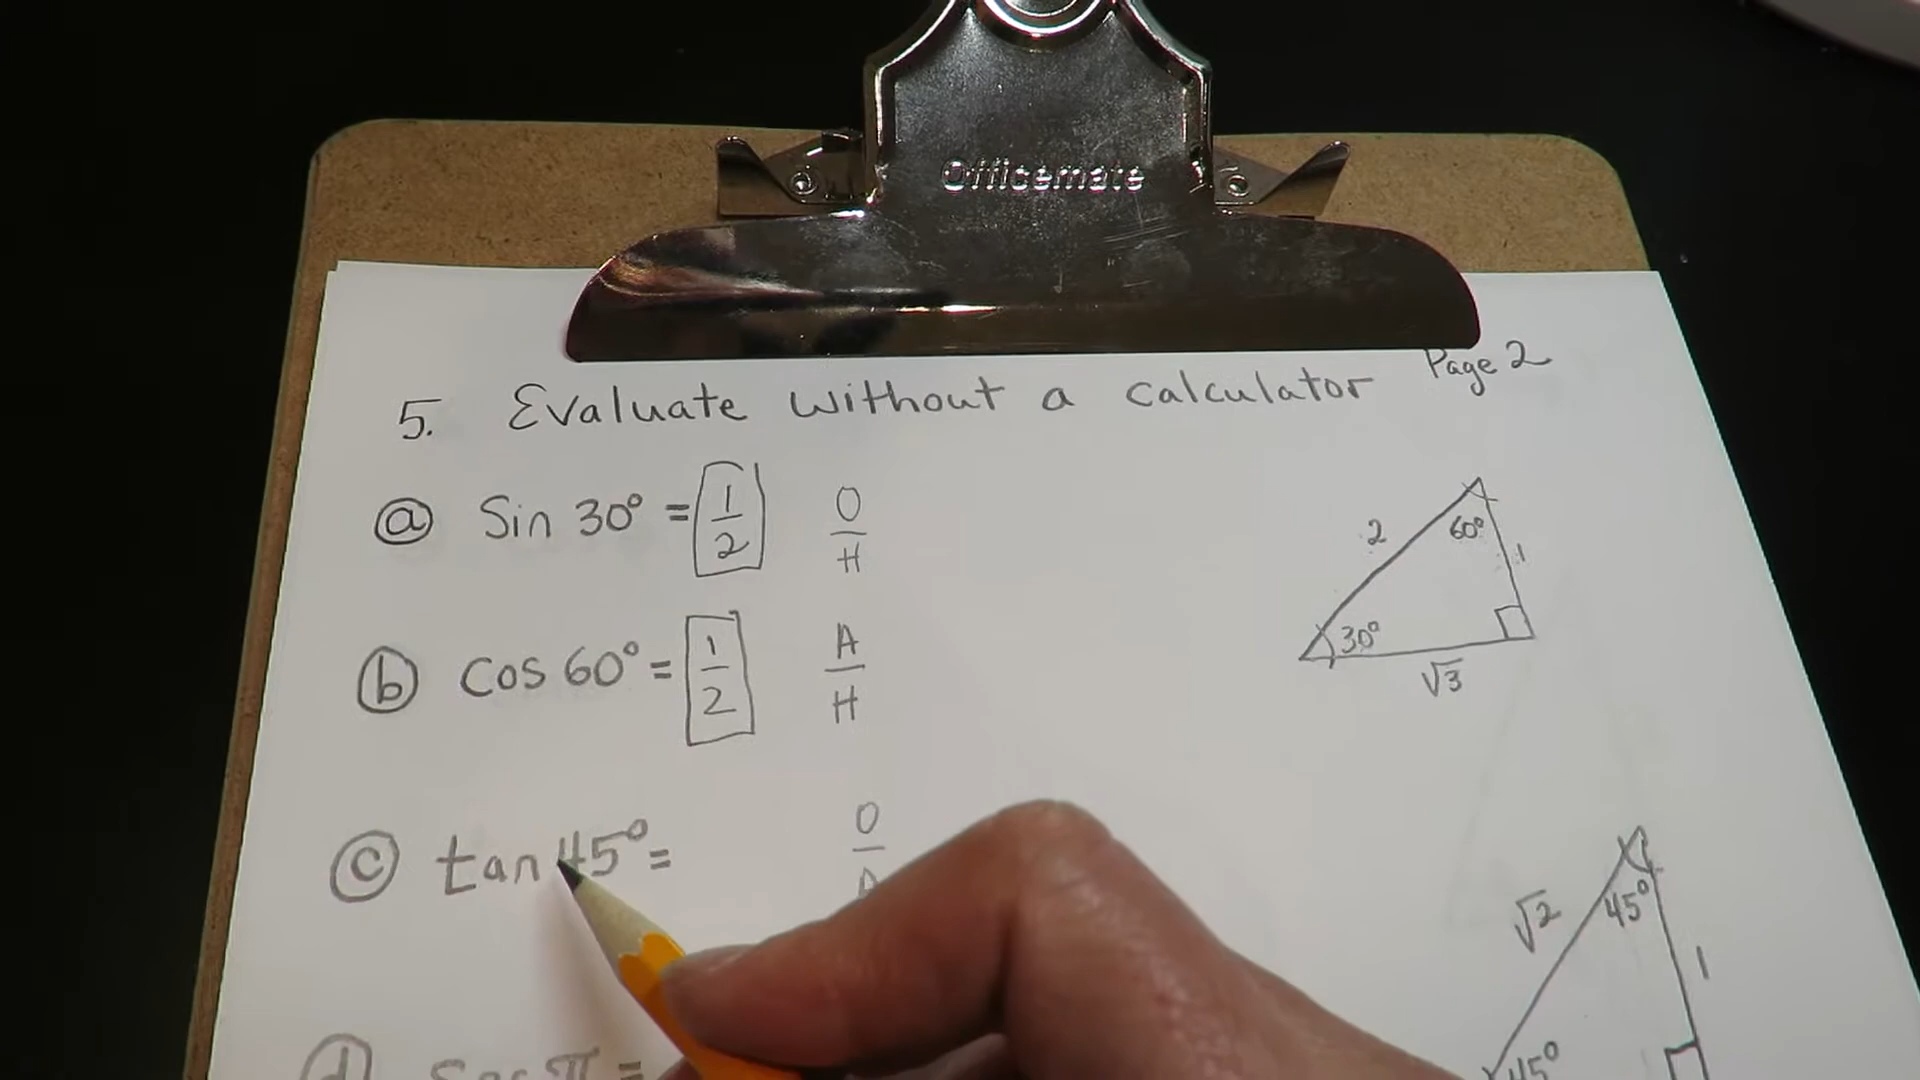 Officemate
Page 2
5. Evaluate without a calculator
ⓐ Sin 30° = 1/2 O/H
2
60°
1
30°
√3
ⓑ cos 60° = 1/2 A/H
ⓒ tan 45° = O/A
√2
45°
1
45°
ⓓ Sec π =